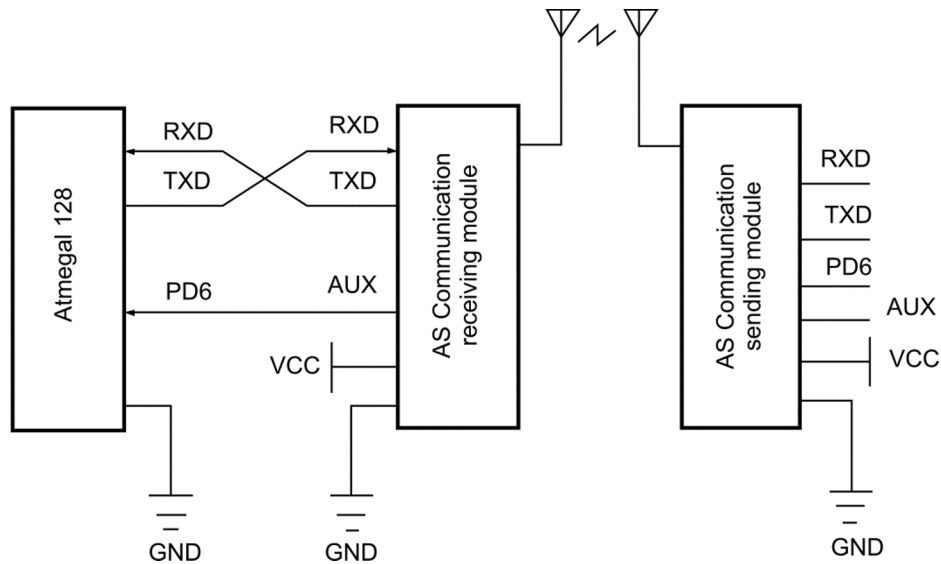 Atmegal 128
RXD
TXD
PD6
GND
RXD
TXD
AUX
VCC
GND
AS Communication
receiving module
AS Communication
sending module
RXD
TXD
PD6
AUX
VCC
GND